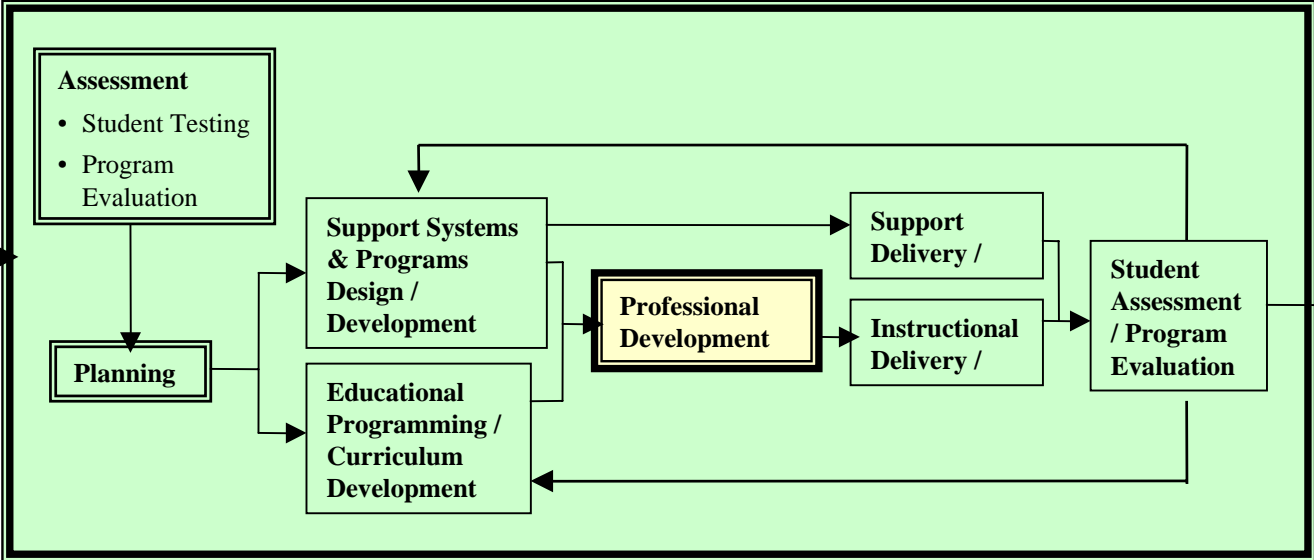 Assessment
• Student Testing
• Program
Evaluation
Planning
Support Systems
& Programs
Design /
Development
Educational
Programming /
Curriculum
Development
Professional
Development
Support
Delivery /
Instructional
Delivery /
Student
Assessment
/ Program
Evaluation